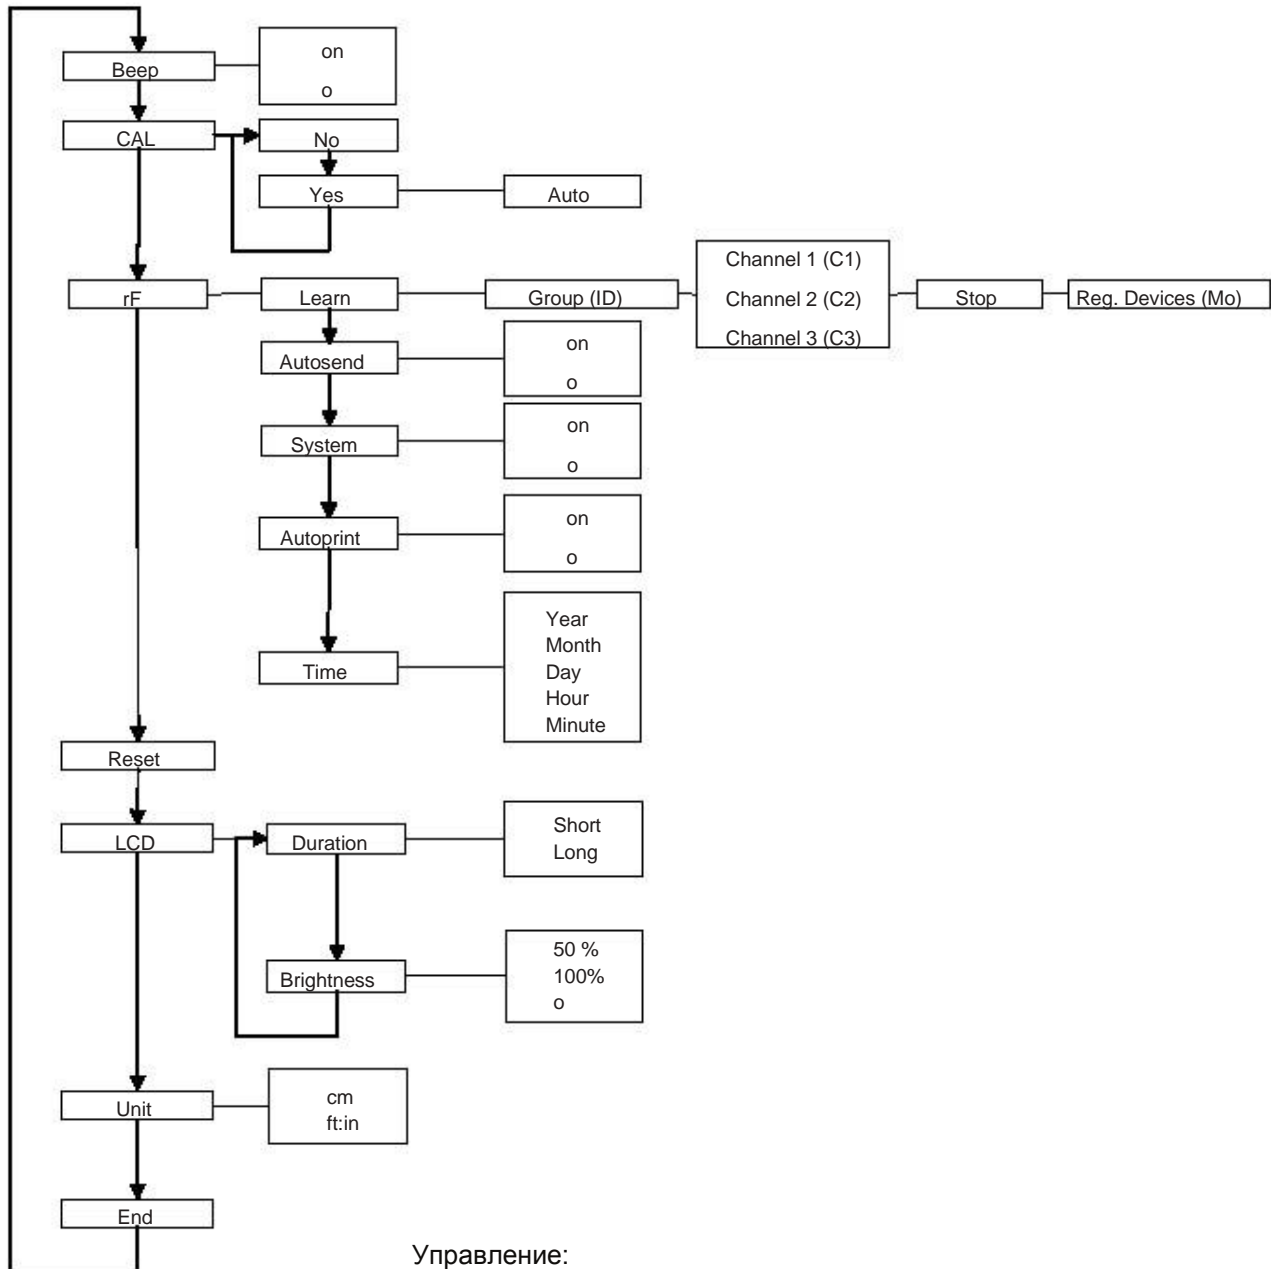 Beep
on
o
CAL
No
Yes
Auto
rF
Learn
Group (ID)
Channel 1 (C1)
Channel 2 (C2)
Channel 3 (C3)
Stop
Reg. Devices (Mo)
Autosend
on
o
System
on
o
Autoprint
on
o
Time
Year
Month
Day
Hour
Minute
Reset
LCD
Duration
Short
Long
Brightness
50 %
100%
o
Unit
cm
ft:in
End
Управление: